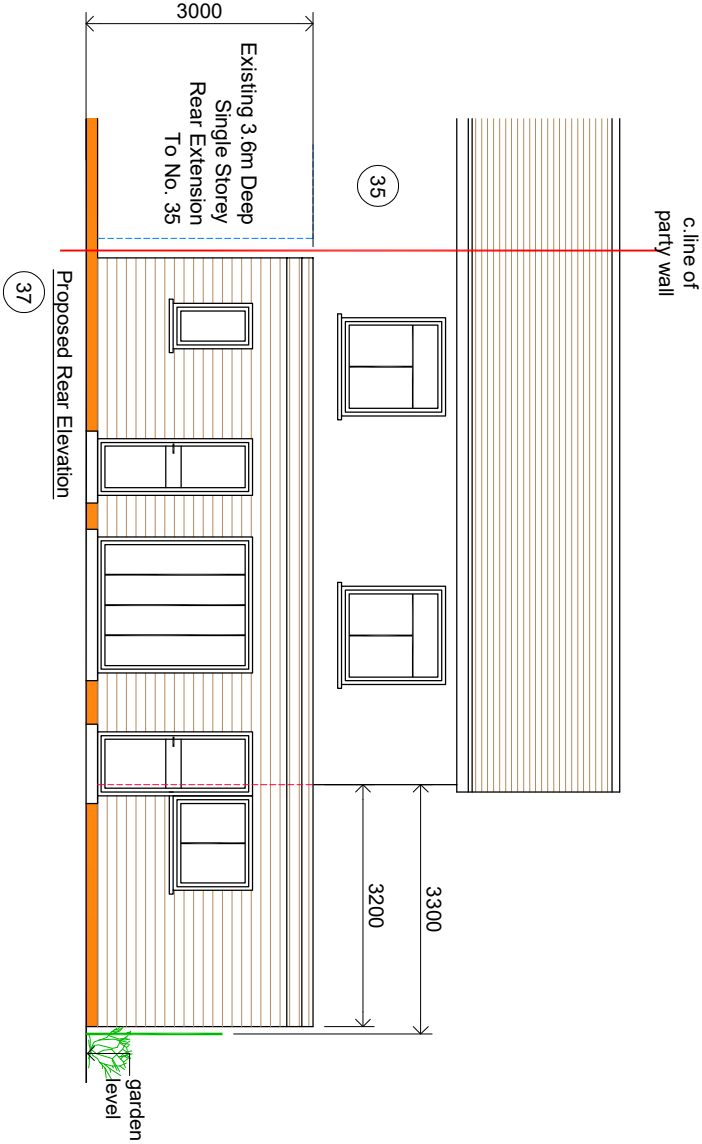 c.line of
party wall
35
3000
Existing 3.6m Deep
Single Storey
Rear Extension
To No. 35
3300
3200
garden
level
Proposed Rear Elevation
37